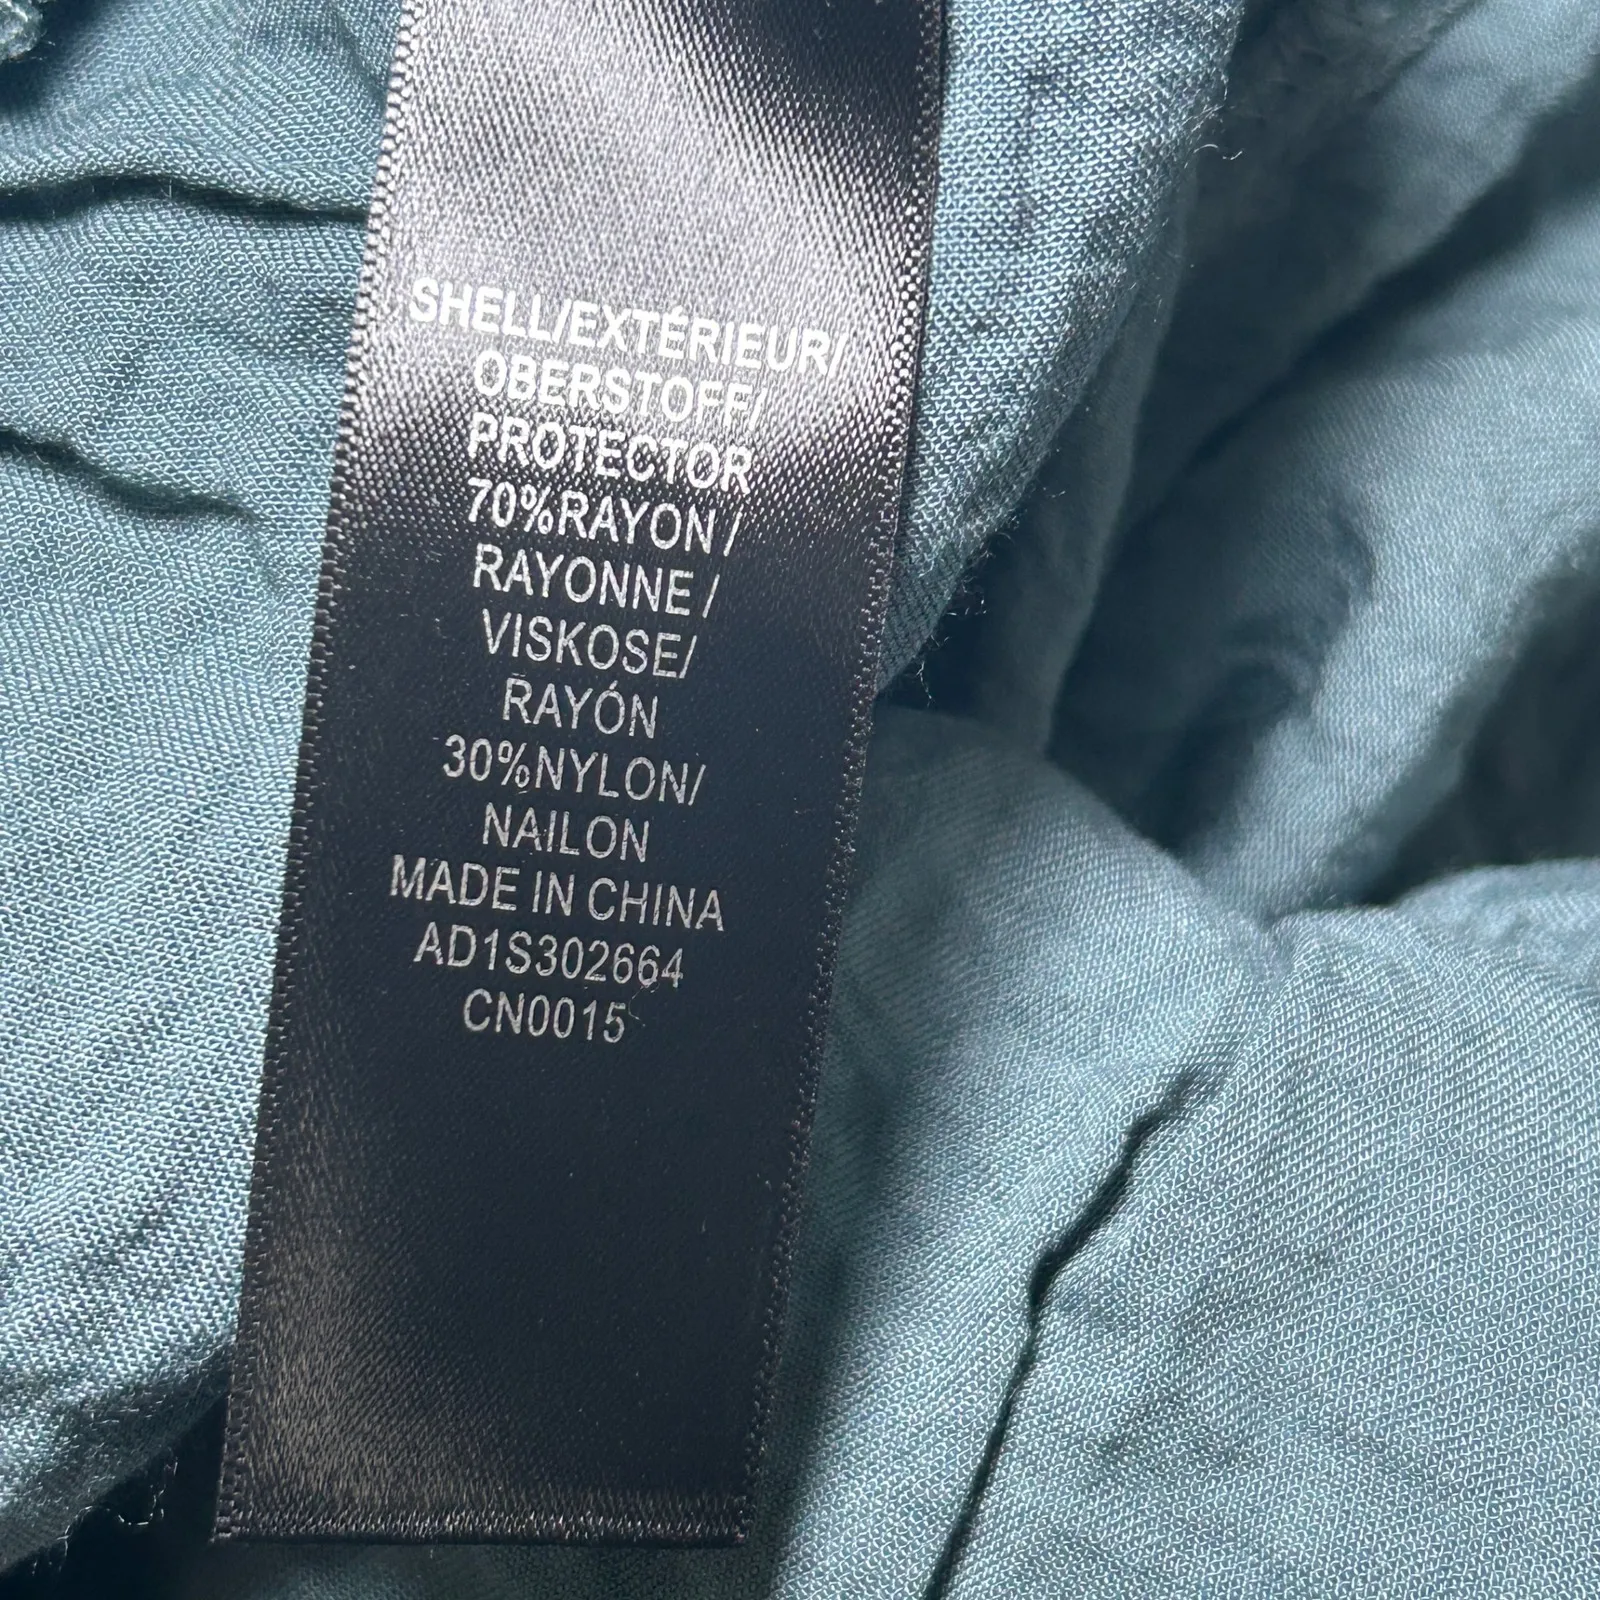 SHELL/EXTÉRIEUR/
OBERSTOFF/
PROTECTOR
70%RAYON /
RAYONNE /
VISKOSE/
RAYÓN
30%NYLON/
NAILON
MADE IN CHINA
AD1S302664
CN0015